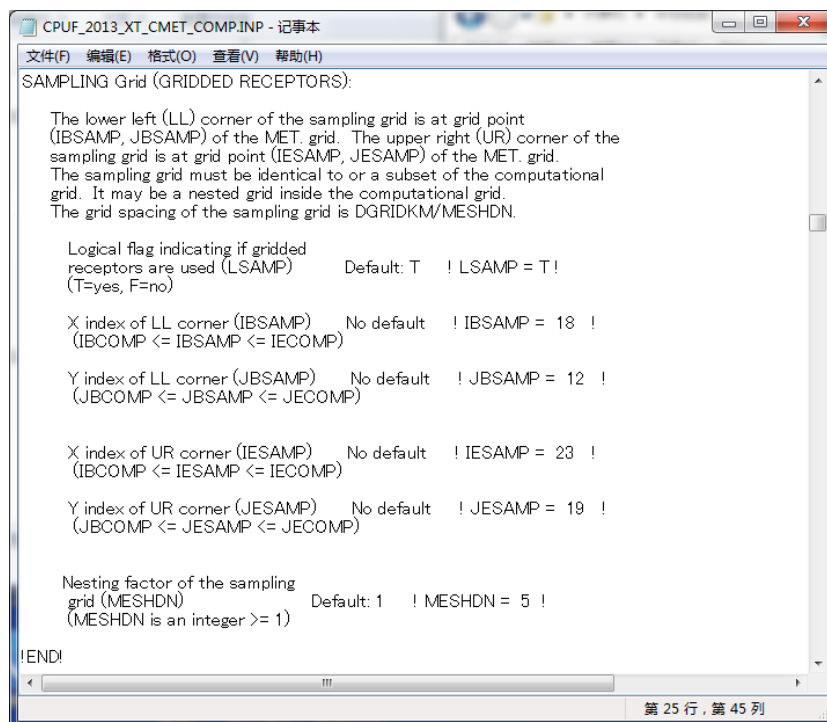 CPUF_2013_XT_CMET_COMP.INP - 记事本
文件(F) 编辑(E) 格式(O) 查看(V) 帮助(H)
SAMPLING Grid (GRIDDED RECEPTORS):
The lower left (LL) corner of the sampling grid is at grid point
(IBSAMP, JBSAMP) of the MET. grid. The upper right (UR) corner of the
sampling grid is at grid point (IESAMP, JESAMP) of the MET. grid.
The sampling grid must be identical to or a subset of the computational
grid. It may be a nested grid inside the computational grid.
The grid spacing of the sampling grid is DGRIDKM/MESHDN.
Logical flag indicating if gridded
receptors are used (LSAMP) Default: T ! LSAMP = T !
(T=yes, F=no)
X index of LL corner (IBSAMP) No default ! IBSAMP = 18 !
(IBCOMP <= IBSAMP <= IECOMP)
Y index of LL corner (JBSAMP) No default ! JBSAMP = 12 !
(JBCOMP <= JBSAMP <= JECOMP)
X index of UR corner (IESAMP) No default ! IESAMP = 23 !
(IBCOMP <= IESAMP <= IECOMP)
Y index of UR corner (JESAMP) No default ! JESAMP = 19 !
(JBCOMP <= JESAMP <= JECOMP)
Nesting factor of the sampling
grid (MESHDN) Default: 1 ! MESHDN = 5 !
(MESHDN is an integer >= 1)
!END!
第 25 行，第 45 列